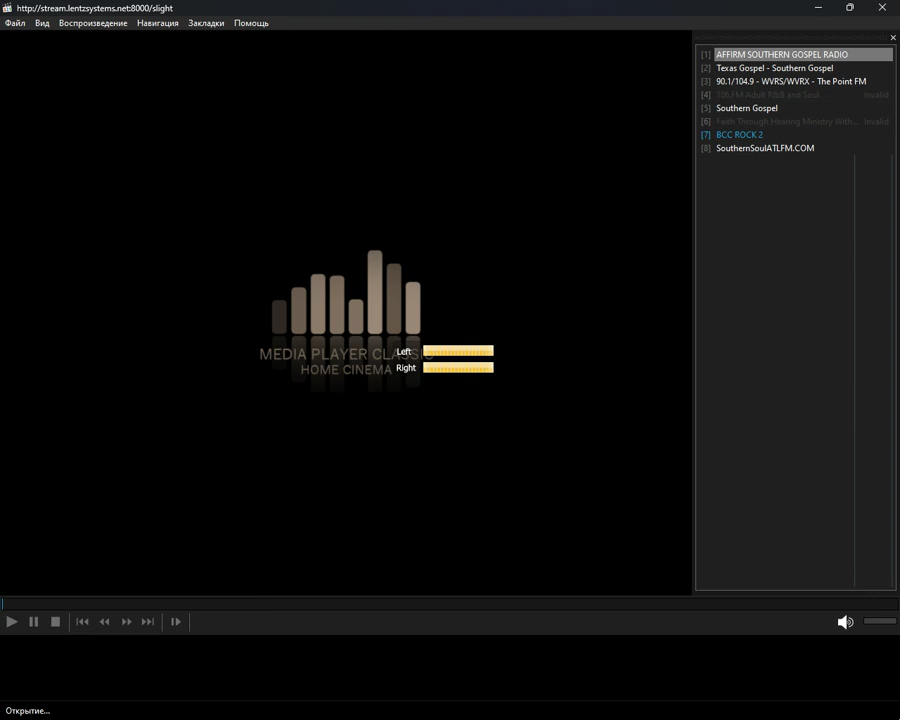 http://stream.lentzsystems.net:8000/slight
Файл Вид Воспроизведение Навигация Закладки Помощь
[1] AFFIRM SOUTHERN GOSPEL RADIO
[2] Texas Gospel - Southern Gospel
[3] 90.1/104.9 - WVRS/WVRX - The Point FM
[4] 106.FM Adult R&B and Soul ... Invalid
[5] Southern Gospel
[6] Faith Through Hearing Ministry With... Invalid
[7] BCC ROCK 2
[8] SouthernSoulATLFM.COM
MEDIA PLAYER CLASSIC
HOME CINEMA
Left
Right
Открытие...